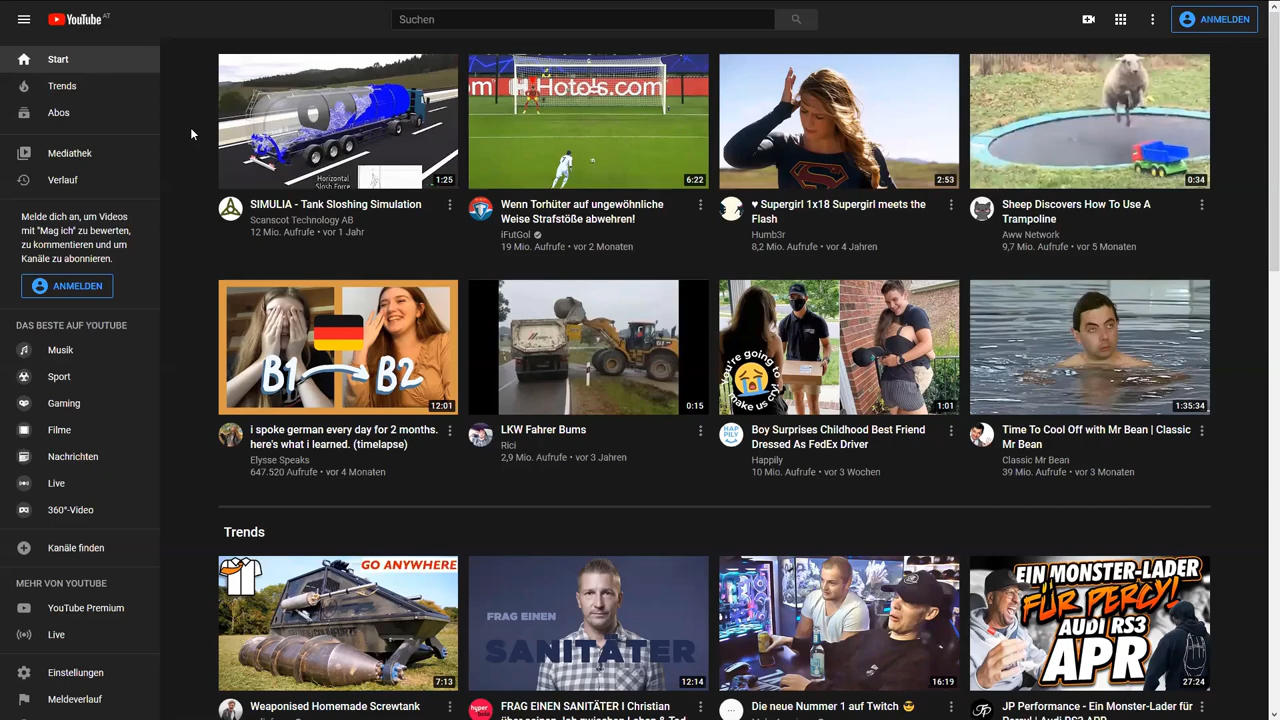 YouTube AT
Suchen
ANMELDEN
Start
Trends
Abos
Mediathek
Verlauf
Melde dich an, um Videos
mit "Mag ich" zu bewerten,
zu kommentieren und um
Kanäle zu abonnieren.
ANMELDEN
DAS BESTE AUF YOUTUBE
Musik
Sport
Gaming
Filme
Nachrichten
Live
360°-Video
Kanäle finden
MEHR VON YOUTUBE
YouTube Premium
Live
Einstellungen
Meldeverlauf
Horizontal
Slosh Force
1:25
SIMULIA - Tank Sloshing Simulation
Scanscot Technology AB
12 Mio. Aufrufe • vor 1 Jahr
m Hotels.com
6:22
Wenn Torhüter auf ungewöhnliche
Weise Strafstöße abwehren!
iFutGol
19 Mio. Aufrufe • vor 2 Monaten
2:53
♥ Supergirl 1x18 Supergirl meets the
Flash
Humb3r
8,2 Mio. Aufrufe • vor 4 Jahren
0:34
Sheep Discovers How To Use A
Trampoline
Aww Network
9,7 Mio. Aufrufe • vor 5 Monaten
B1 B2
12:01
i spoke german every day for 2 months.
here's what i learned. (timelapse)
Elysse Speaks
647.520 Aufrufe • vor 4 Monaten
0:15
LKW Fahrer Bums
Rici
2,9 Mio. Aufrufe • vor 3 Jahren
You're going to
make us cry!
1:01
Boy Surprises Childhood Best Friend
Dressed As FedEx Driver
Happily
10 Mio. Aufrufe • vor 3 Wochen
1:35:34
Time To Cool Off with Mr Bean | Classic
Mr Bean
Classic Mr Bean
39 Mio. Aufrufe • vor 3 Monaten
Trends
GO ANYWHERE
7:13
Weaponised Homemade Screwtank
FRAG EINEN
SANITÄTER
12:14
FRAG EINEN SANITÄTER I Christian
16:19
Die neue Nummer 1 auf Twitch 😎
EIN MONSTER-LADER
FÜR PERCY!
AUDI RS3
APR
27:24
JP Performance - Ein Monster-Lader für